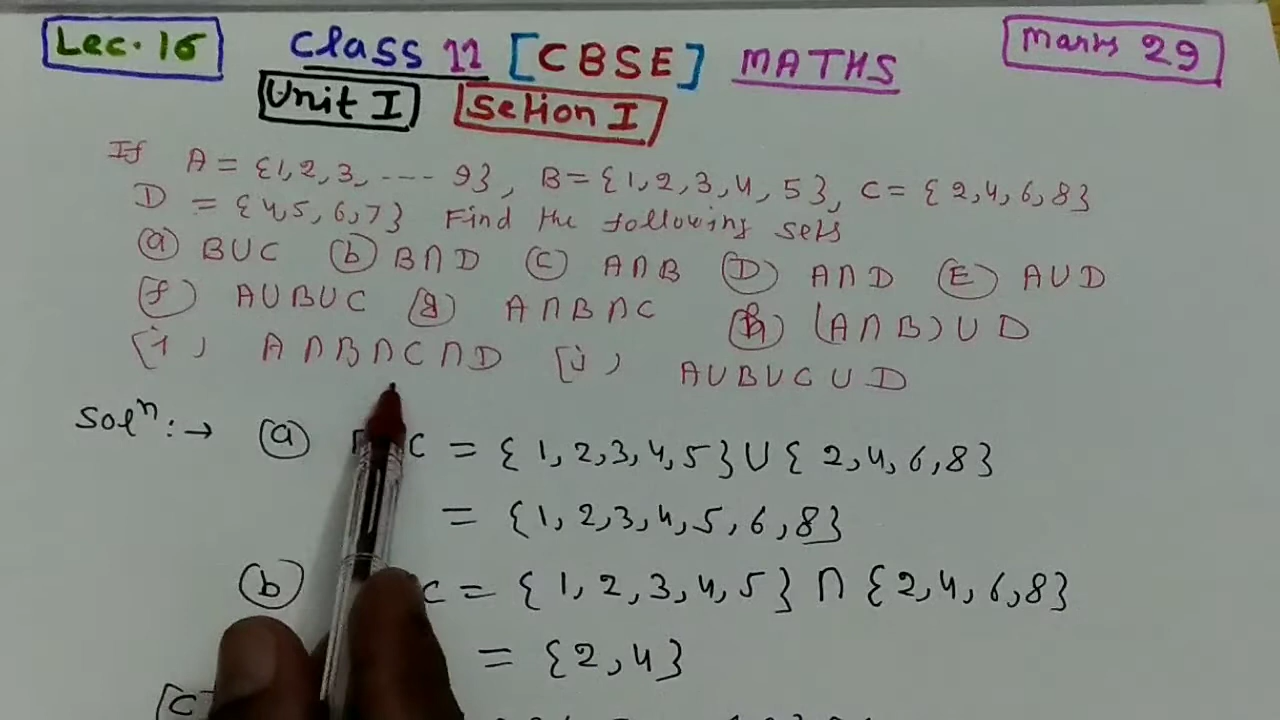 Lec. 16 Class 11 [CBSE] MATHS Marks 29
Unit I Setion I
If A = {1, 2, 3, ---- 9}, B = {1, 2, 3, 4, 5}, C = {2, 4, 6, 8}
D = {4, 5, 6, 7} Find the following sets
(a) B∪C (b) B∩D (C) A∩B (D) A∩D (E) A∪D
(f) A∪B∪C (g) A∩B∩C (h) (A∩B)∪D
[i) A∩B∩C∩D [j) A∪B∪C∪D
Solⁿ :→ (a) C = {1, 2, 3, 4, 5} ∪ {2, 4, 6, 8}
= {1, 2, 3, 4, 5, 6, 8}
(b) C = {1, 2, 3, 4, 5} ∩ {2, 4, 6, 8}
= {2, 4}
[C